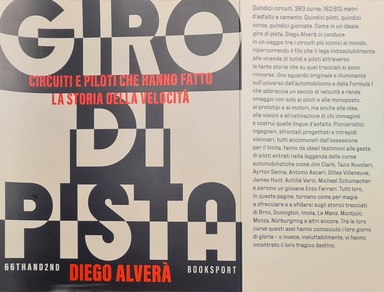 GIRO
CIRCUITI E PILOTI CHE HANNO FATTO
LA STORIA DELLA VELOCITÀ
DI
PISTA
66THAND2ND
DIEGO ALVERÀ
BOOKSPORT
Quindici circuiti, 363 curve, 162.612 metri
d'asfalto e cemento. Quindici piloti, quindici
corse, quindici giornate. Come in un ideale
giro di pista, Diego Alverà ci conduce
in un viaggio tra i circuiti più iconici al mondo,
ripercorrendo il filo che li lega indissolubilmente
alle vicende di bolidi e piloti attraverso
le tante storie che su quei tracciati si sono
rincorse. Uno sguardo originale e illuminante
sull'universo dell'automobilismo e della Formula 1
che abbraccia un secolo di velocità e rende
omaggio non solo ai piloti e alle monoposto,
ai prototipi e ai motori, ma anche alle idee,
alle visioni e all'ostinazione di chi immaginò
e costruì quelle lingue d'asfalto. Pionieristici
ingegneri, sfrontati progettisti e intrepidi
visionari, tutti accomunati dall'ossessione
per il limite, fanno da ideali testimoni alle gesta
di piloti entrati nella leggenda delle corse
automobilistiche come Jim Clark, Tazio Nuvolari,
Ayrton Senna, Antonio Ascari, Gilles Villeneuve,
James Hunt, Achille Varzi, Michael Schumacher
e persino un giovane Enzo Ferrari. Tutti loro,
in queste pagine, tornano come per magia
a sfrecciare e a sfidarsi sugli storici tracciati
di Brno, Donington, Imola, Le Mans, Montjuïc,
Monza, Nürburgring e altri ancora. Tra le loro
curve questi assi hanno conosciuto i loro giorni
di gloria – o invece, ineluttabilmente, vi hanno
incontrato il loro tragico destino.